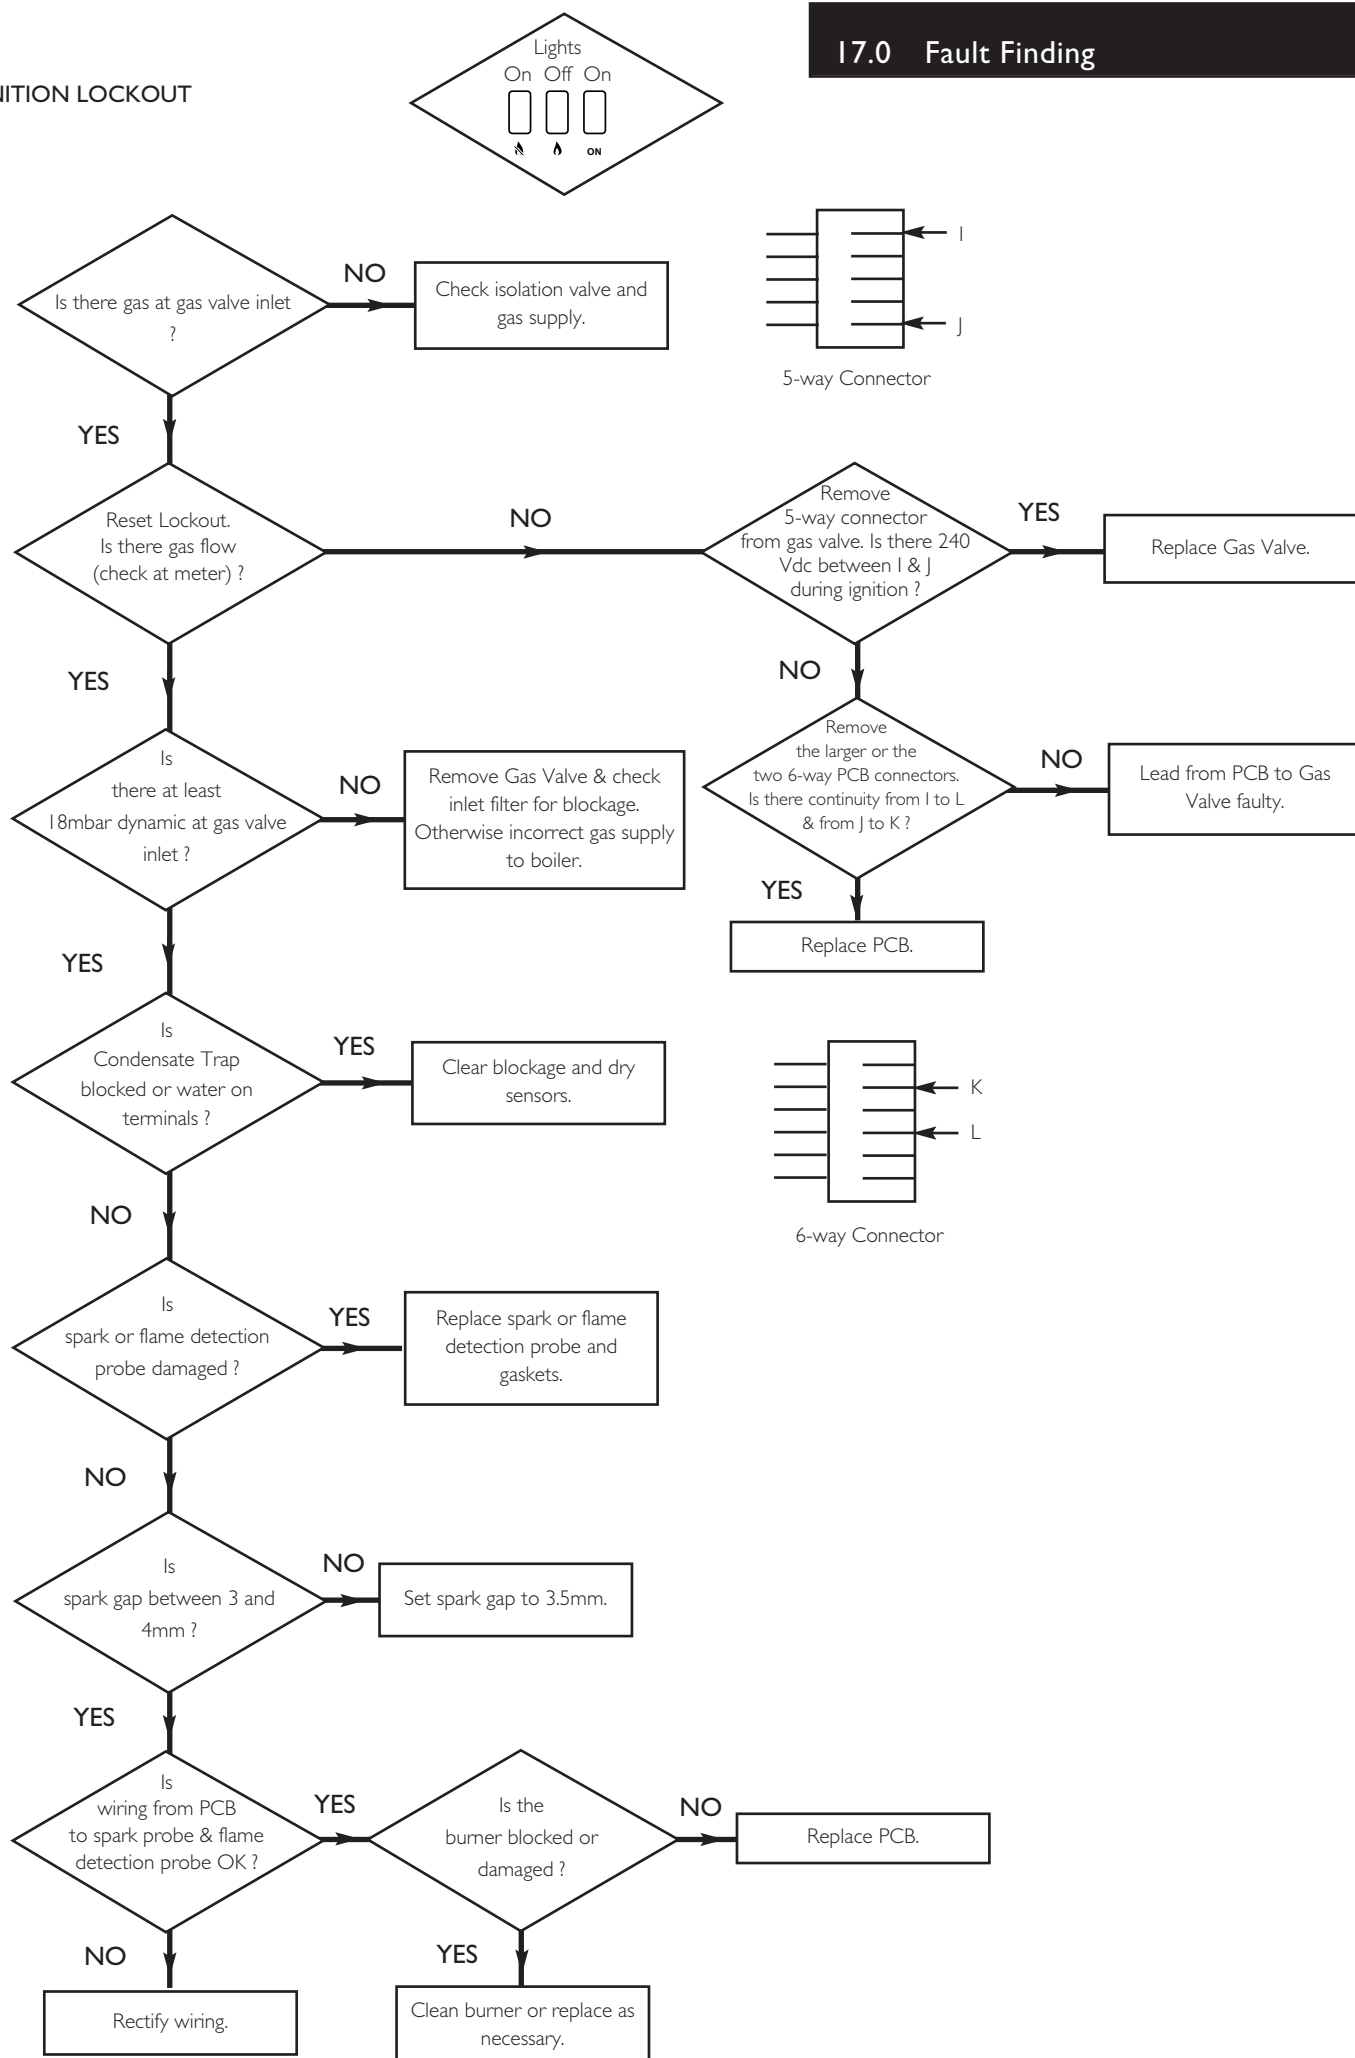 17.0 Fault Finding
NITION LOCKOUT
Lights
On Off On
ON
Is there gas at gas valve inlet
?
NO
Check isolation valve and
gas supply.
I
J
5-way Connector
YES
Reset Lockout.
Is there gas flow
(check at meter) ?
NO
Remove
5-way connector
from gas valve. Is there 240
Vdc between I & J
during ignition ?
YES
Replace Gas Valve.
YES
NO
Is
there at least
18mbar dynamic at gas valve
inlet ?
NO
Remove Gas Valve & check
inlet filter for blockage.
Otherwise incorrect gas supply
to boiler.
Remove
the larger or the
two 6-way PCB connectors.
Is there continuity from I to L
& from J to K ?
NO
Lead from PCB to Gas
Valve faulty.
YES
Replace PCB.
YES
Is
Condensate Trap
blocked or water on
terminals ?
YES
Clear blockage and dry
sensors.
K
L
6-way Connector
NO
Is
spark or flame detection
probe damaged ?
YES
Replace spark or flame
detection probe and
gaskets.
NO
Is
spark gap between 3 and
4mm ?
NO
Set spark gap to 3.5mm.
YES
Is
wiring from PCB
to spark probe & flame
detection probe OK ?
YES
Is the
burner blocked or
damaged ?
NO
Replace PCB.
NO
Rectify wiring.
YES
Clean burner or replace as
necessary.